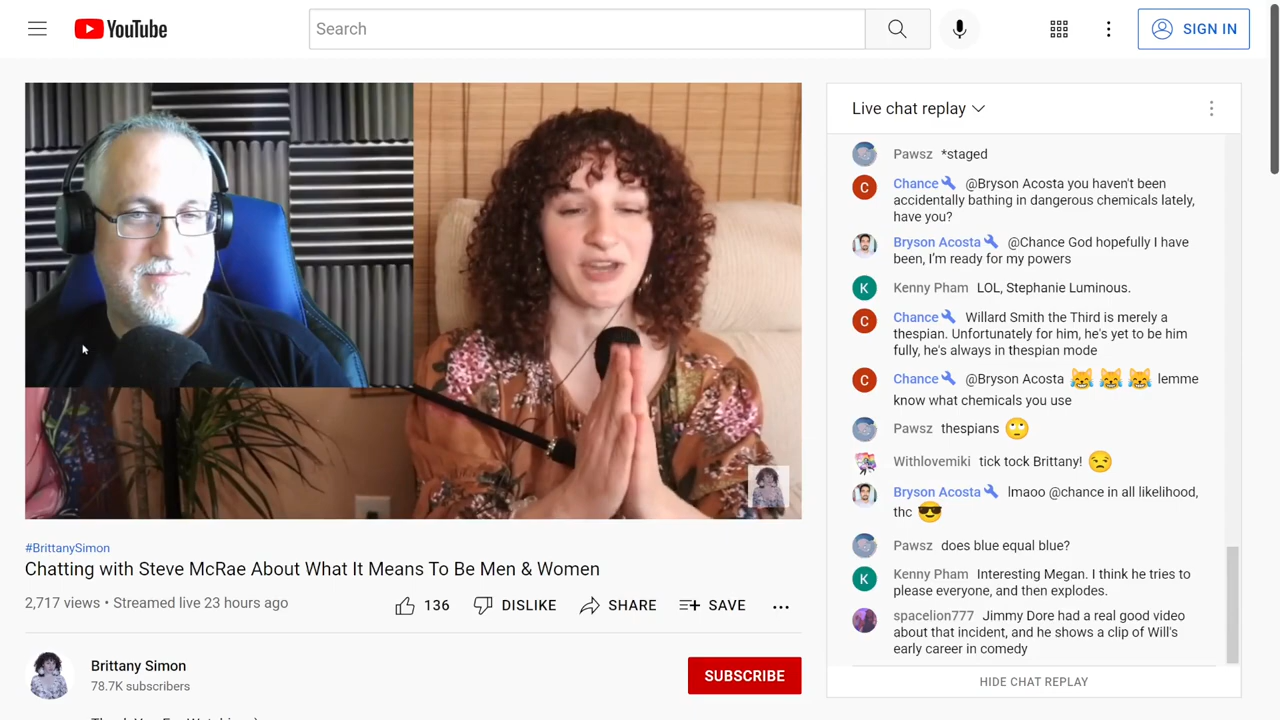 YouTube
Search
SIGN IN
Live chat replay
Pawsz *staged
Chance @Bryson Acosta you haven't been
accidentally bathing in dangerous chemicals lately,
have you?
Bryson Acosta @Chance God hopefully I have
been, I'm ready for my powers
K
Kenny Pham LOL, Stephanie Luminous.
C
Chance Willard Smith the Third is merely a
thespian. Unfortunately for him, he's yet to be him
fully, he's always in thespian mode
C
Chance @Bryson Acosta 😹 😹 😹 lemme
know what chemicals you use
Pawsz thespians 🙄
Withlovemiki tick tock Brittany! 😒
Bryson Acosta lmaoo @chance in all likelihood,
thc 😎
Pawsz does blue equal blue?
K
Kenny Pham Interesting Megan. I think he tries to
please everyone, and then explodes.
spacelion777 Jimmy Dore had a real good video
about that incident, and he shows a clip of Will's
early career in comedy
HIDE CHAT REPLAY
#BrittanySimon
Chatting with Steve McRae About What It Means To Be Men & Women
2,717 views • Streamed live 23 hours ago
136
DISLIKE
SHARE
SAVE
Brittany Simon
78.7K subscribers
SUBSCRIBE